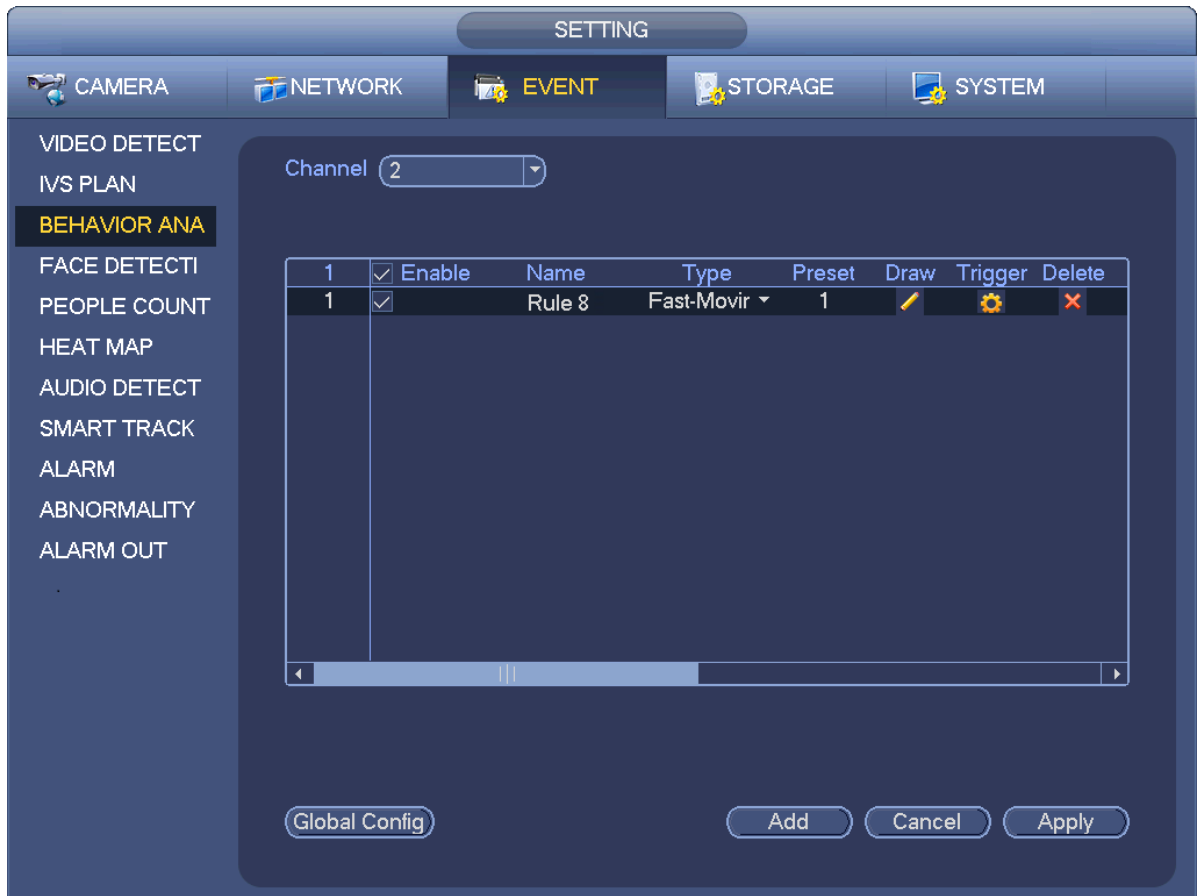 SETTING
CAMERA NETWORK EVENT STORAGE SYSTEM
VIDEO DETECT
IVS PLAN
BEHAVIOR ANA
FACE DETECTI
PEOPLE COUNT
HEAT MAP
AUDIO DETECT
SMART TRACK
ALARM
ABNORMALITY
ALARM OUT
Channel 2
1 Enable Name Type Preset Draw Trigger Delete
1 Rule 8 Fast-Movir 1
Global Config Add Cancel Apply